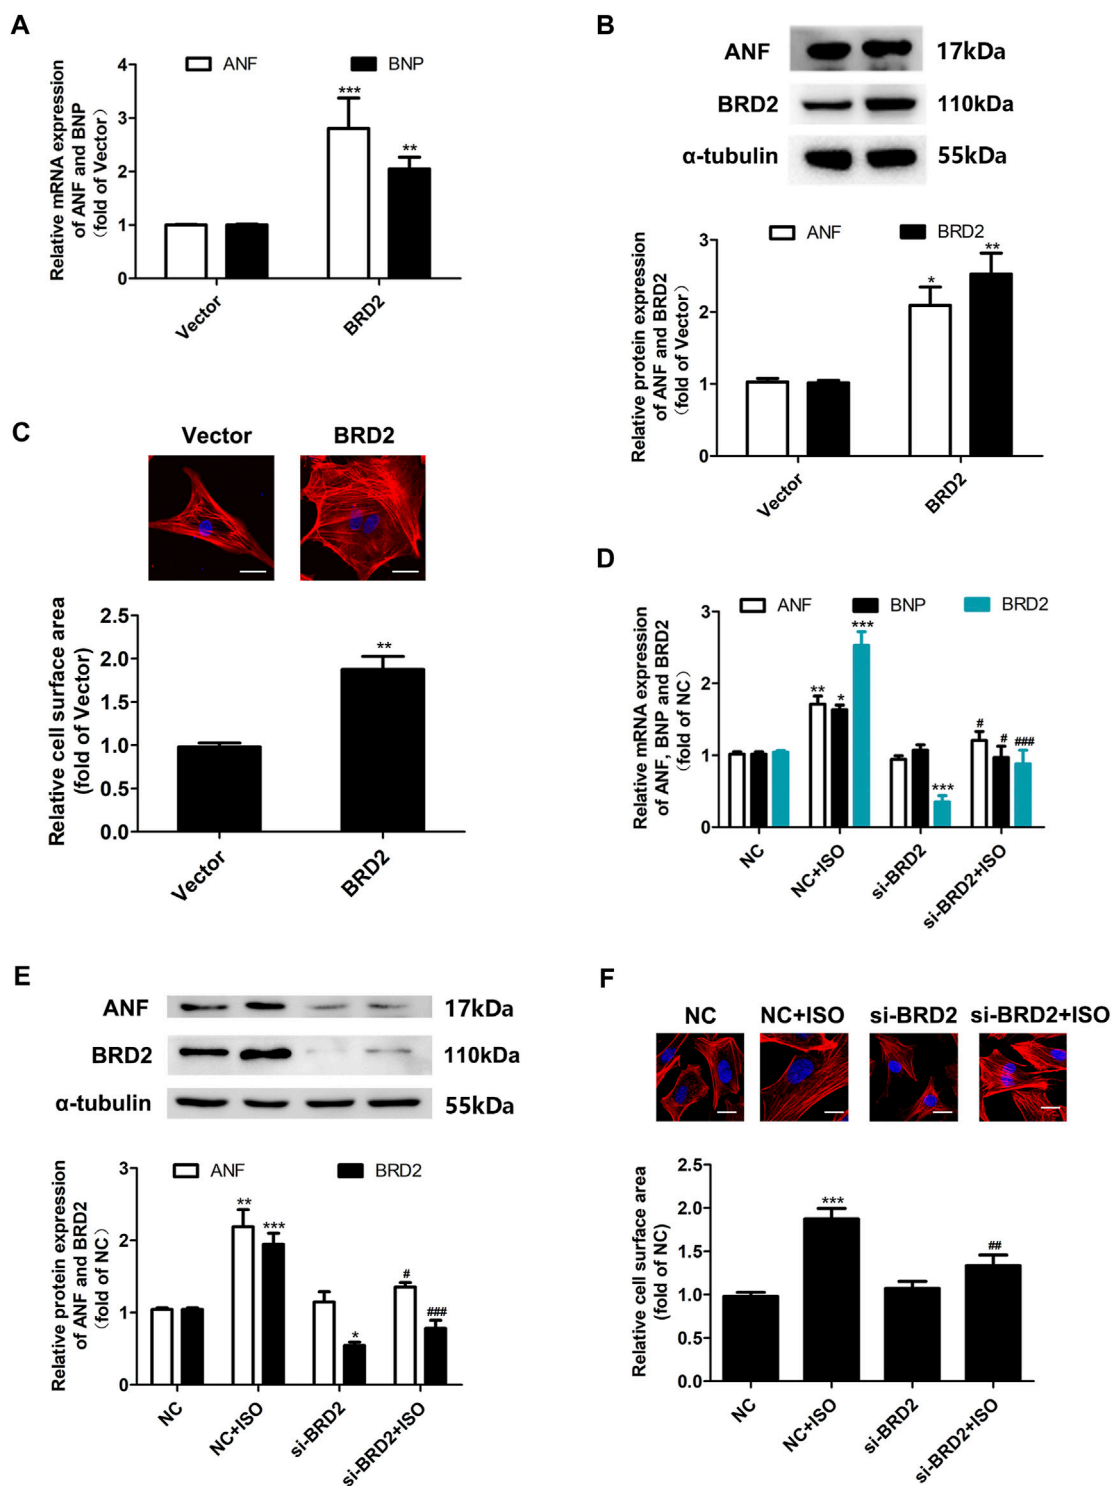 A
Relative mRNA expression
of ANF and BNP
(fold of Vector)
ANF
BNP
4
3
2
1
0
***
**
Vector
BRD2
B
ANF
17kDa
BRD2
110kDa
α-tubulin
55kDa
Relative protein expression
of ANF and BRD2
(fold of Vector)
ANF
BRD2
3
2
1
0
*
**
Vector
BRD2
C
Vector
BRD2
Relative cell surface area
(fold of Vector)
2.5
2.0
1.5
1.0
0.5
0.0
**
Vector
BRD2
D
Relative mRNA expression
of ANF, BNP and BRD2
(fold of NC)
ANF
BNP
BRD2
3
2
1
0
**
*
***
***
#
#
###
NC
NC+ISO
si-BRD2
si-BRD2+ISO
E
ANF
17kDa
BRD2
110kDa
α-tubulin
55kDa
Relative protein expression
of ANF and BRD2
(fold of NC)
ANF
BRD2
3
2
1
0
**
***
*
#
###
NC
NC+ISO
si-BRD2
si-BRD2+ISO
F
NC
NC+ISO
si-BRD2
si-BRD2+ISO
Relative cell surface area
(fold of NC)
2.5
2.0
1.5
1.0
0.5
0.0
***
##
NC
NC+ISO
si-BRD2
si-BRD2+ISO